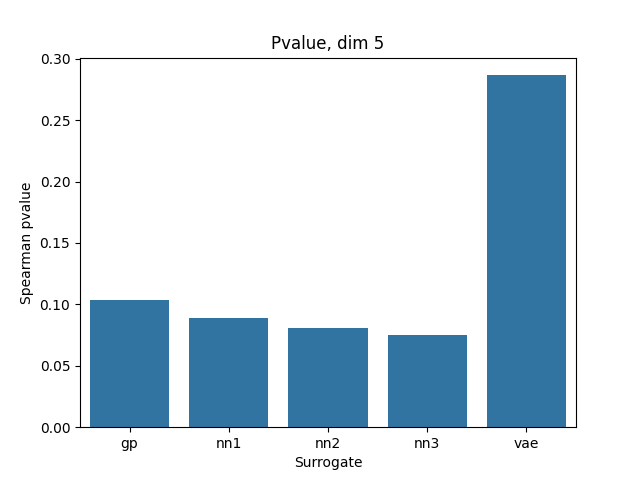 Pvalue, dim 5
0.30
0.25
0.20
0.15
0.10
0.05
0.00
Spearman pvalue
gp nn1 nn2 nn3 vae
Surrogate